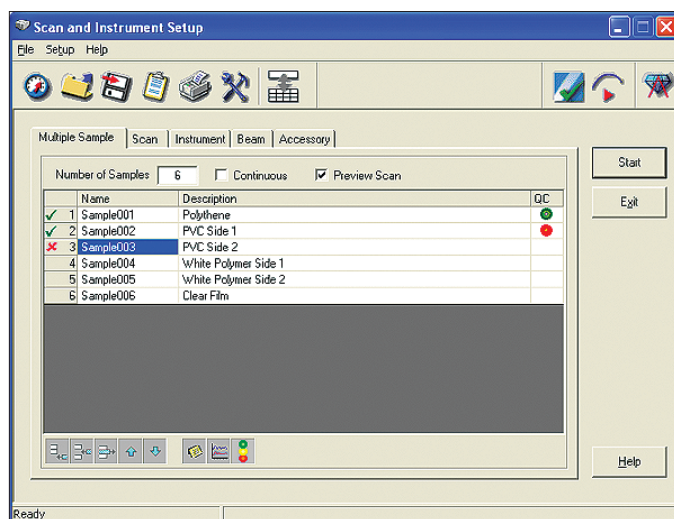 Scan and Instrument Setup
File Setup Help
Multiple Sample Scan Instrument Beam Accessory
Number of Samples 6 Continuous Preview Scan
Name Description QC
1 Sample001 Polythene
2 Sample002 PVC Side 1
3 Sample003 PVC Side 2
4 Sample004 White Polymer Side 1
5 Sample005 White Polymer Side 2
6 Sample006 Clear Film
Start
Exit
Help
Ready